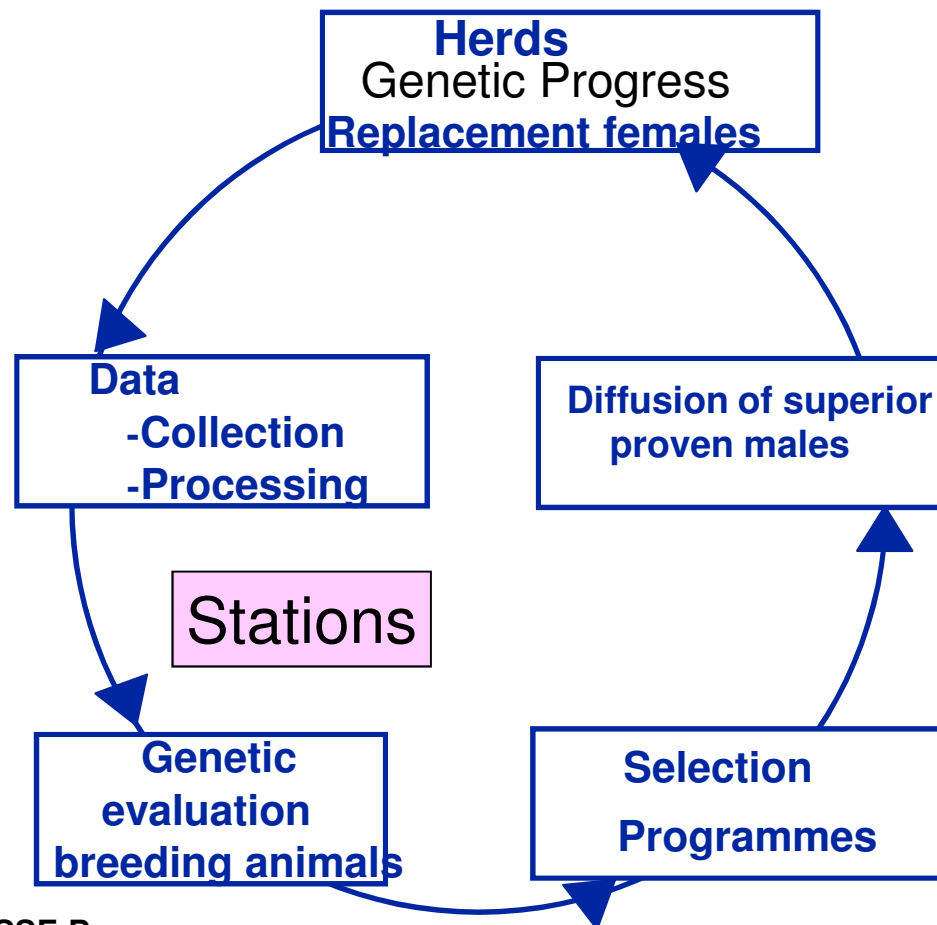 Herds
Genetic Progress
Replacement females
Data
-Collection
-Processing
Diffusion of superior
proven males
Stations
Genetic
evaluation
breeding animals
Selection
Programmes